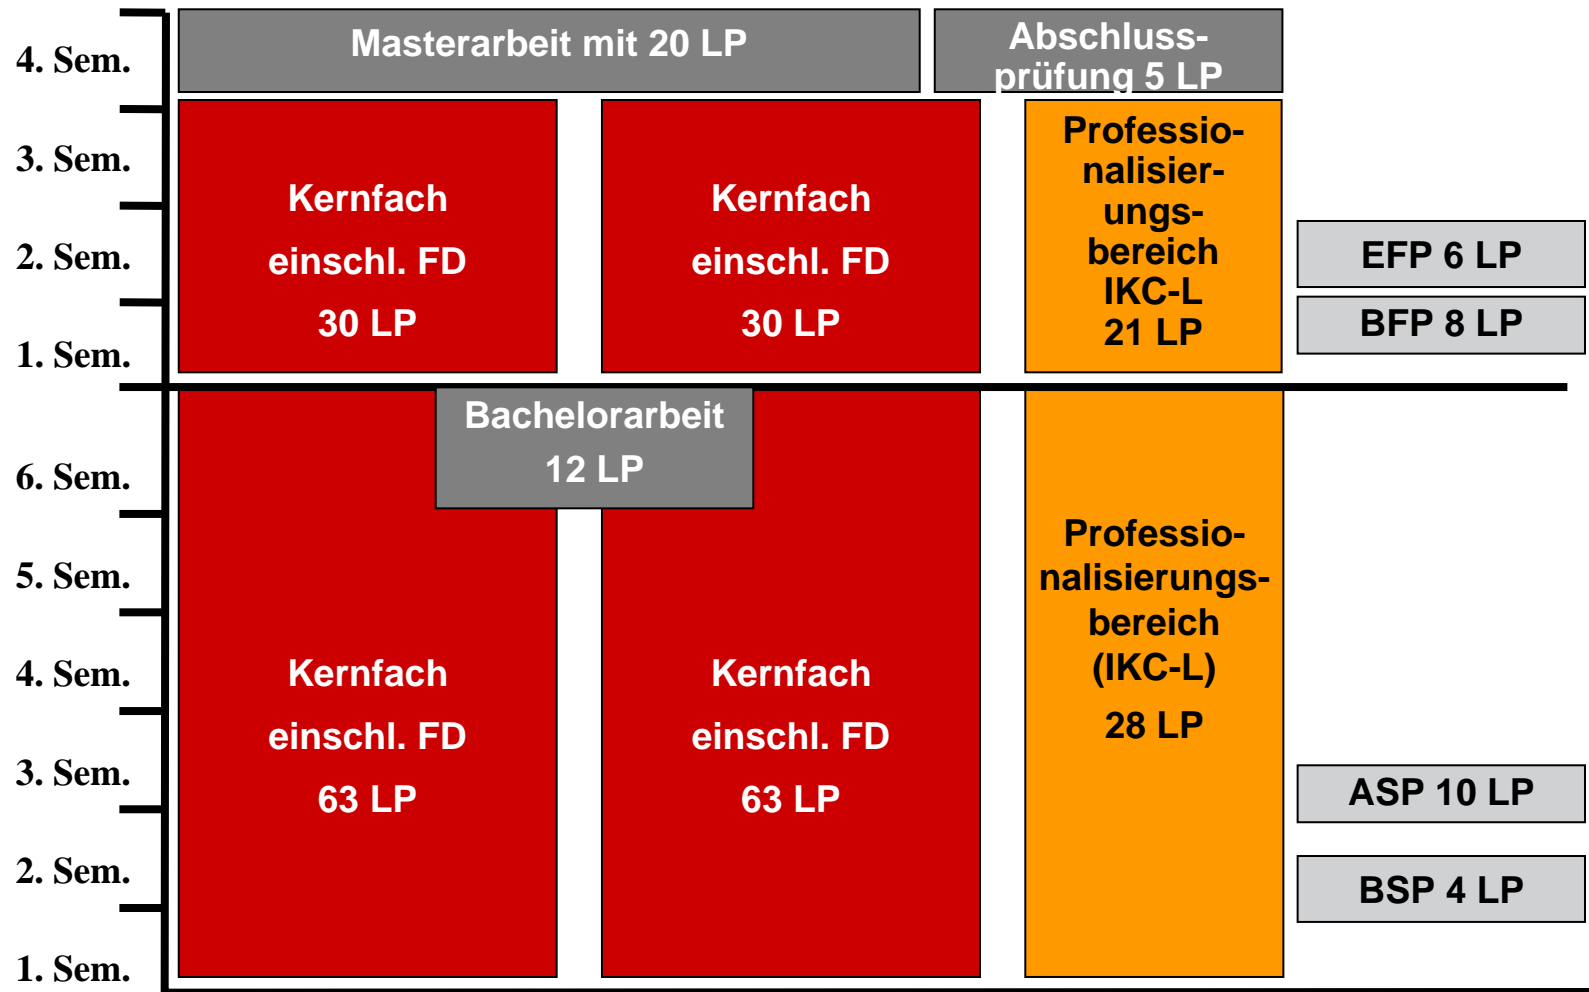 4. Sem.
Masterarbeit mit 20 LP
Abschluss-
prüfung 5 LP
3. Sem.
2. Sem.
1. Sem.
Kernfach
einschl. FD
30 LP
Kernfach
einschl. FD
30 LP
Professio-
nalisier-
ungs-
bereich
IKC-L
21 LP
EFP 6 LP
BFP 8 LP
Bachelorarbeit
12 LP
6. Sem.
5. Sem.
4. Sem.
3. Sem.
2. Sem.
1. Sem.
Kernfach
einschl. FD
63 LP
Kernfach
einschl. FD
63 LP
Professio-
nalisierungs-
bereich
(IKC-L)
28 LP
ASP 10 LP
BSP 4 LP